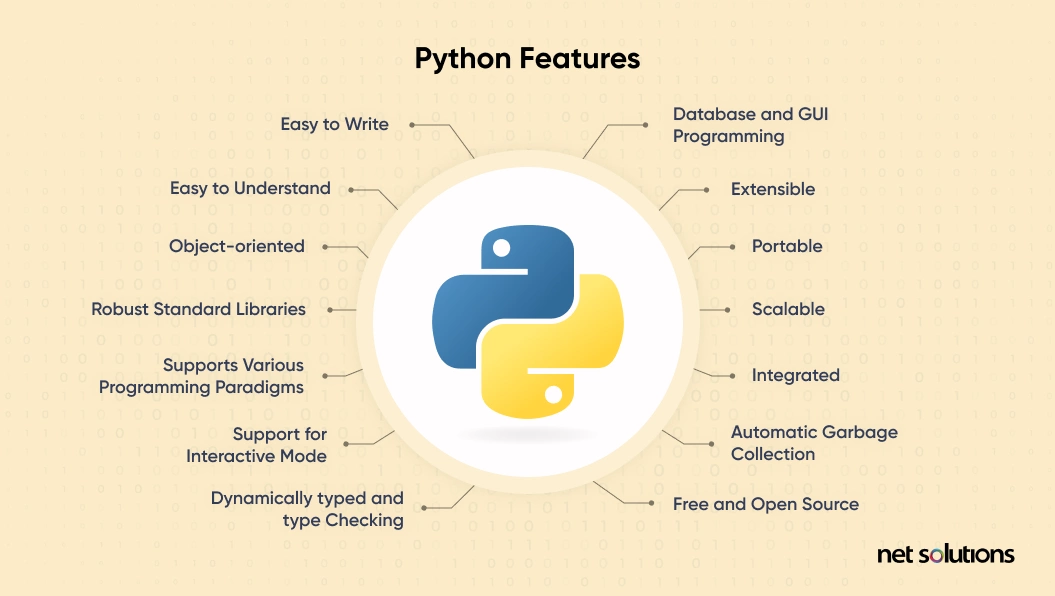 Python Features
Easy to Write
Easy to Understand
Object-oriented
Robust Standard Libraries
Supports Various
Programming Paradigms
Support for
Interactive Mode
Dynamically typed and
type Checking
Database and GUI
Programming
Extensible
Portable
Scalable
Integrated
Automatic Garbage
Collection
Free and Open Source
net solutions